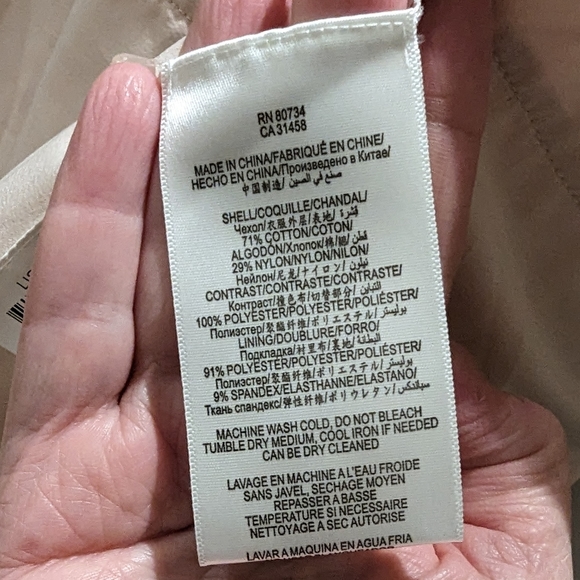 RN 80734
CA 31458
MADE IN CHINA/FABRIQUÉ EN CHINE/
HECHO EN CHINA/Произведено в Китае/
中国制造/ صنع في الصين/
SHELL/COQUILLE/CHANDAL/
Чехол/衣服外层/表地/ قشرة/
71% COTTON/COTON/
ALGODÓN/Хлопок/棉/綿/ قطن/
29% NYLON/NYLON/NILON/
Нейлон/尼龙/ナイロン/ نيلون/
CONTRAST/CONTRASTE/CONTRASTE/
Контраст/撞色布/切替部分/ التباين/
100% POLYESTER/POLYESTER/POLIÉSTER/
Полиэстер/聚酯纤维/ポリエステル/ بوليستر/
LINING/DOUBLURE/FORRO/
Подкладка/衬里布/裏地/ البطانة/
91% POLYESTER/POLYESTER/POLIÉSTER/
Полиэстер/聚酯纤维/ポリエステル/ بوليستر/
9% SPANDEX/ELASTHANNE/ELASTANO/
Ткань спандекс/弹性纤维/ポリウレタン/ سباندكس/
MACHINE WASH COLD, DO NOT BLEACH
TUMBLE DRY MEDIUM, COOL IRON IF NEEDED
CAN BE DRY CLEANED
LAVAGE EN MACHINE A L'EAU FROIDE
SANS JAVEL, SECHAGE MOYEN
REPASSER A BASSE
TEMPERATURE SI NECESSAIRE
NETTOYAGE A SEC AUTORISE
LAVAR A MAQUINA EN AGUA FRIA